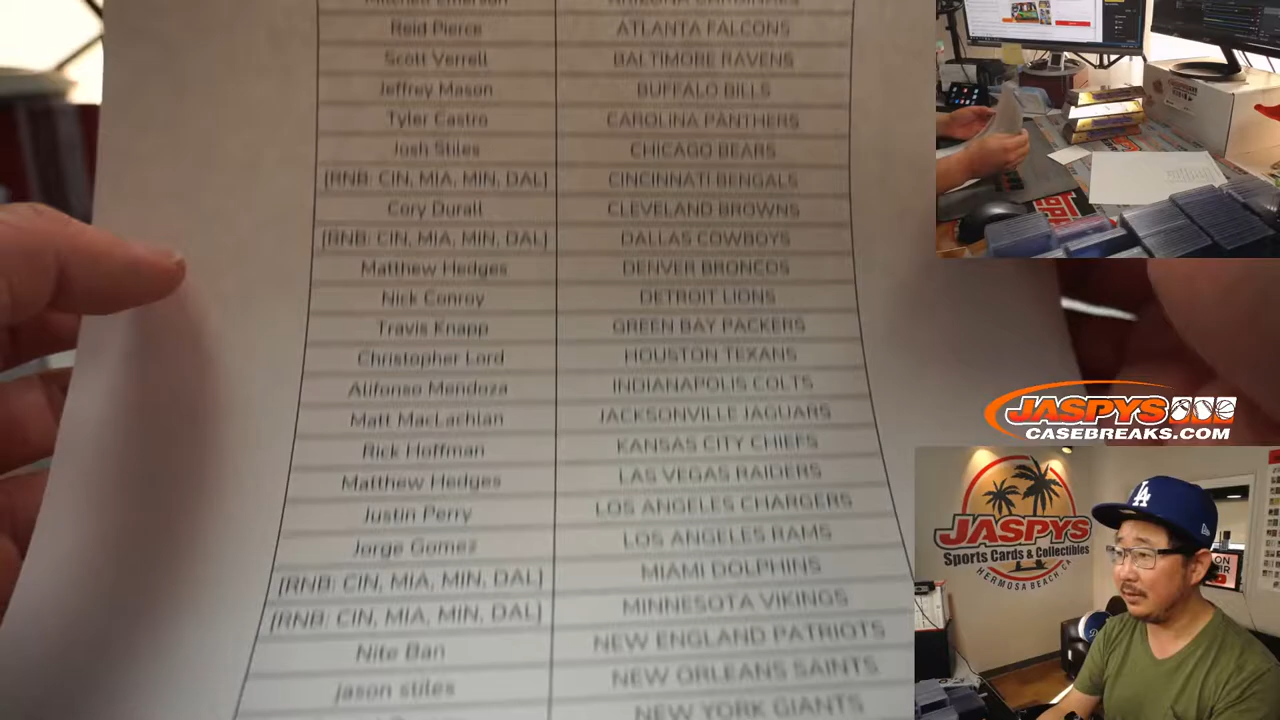 Mitchell Emerson ARIZONA CARDINALS
Reid Pierce ATLANTA FALCONS
Scott Verrell BALTIMORE RAVENS
Jeffrey Mason BUFFALO BILLS
Tyler Castro CAROLINA PANTHERS
Josh Stiles CHICAGO BEARS
[RNB: CIN, MIA, MIN, DAL] CINCINNATI BENGALS
Cory Durall CLEVELAND BROWNS
[RNB: CIN, MIA, MIN, DAL] DALLAS COWBOYS
Matthew Hedges DENVER BRONCOS
Nick Conroy DETROIT LIONS
Travis Knapp GREEN BAY PACKERS
Christopher Lord HOUSTON TEXANS
Alifonso Mendoza INDIANAPOLIS COLTS
Matt MacLachlan JACKSONVILLE JAGUARS
Rick Hoffman KANSAS CITY CHIEFS
Matthew Hedges LAS VEGAS RAIDERS
Justin Perry LOS ANGELES CHARGERS
Jorge Gomez LOS ANGELES RAMS
[RNB: CIN, MIA, MIN, DAL] MIAMI DOLPHINS
[RNB: CIN, MIA, MIN, DAL] MINNESOTA VIKINGS
Nite Ban NEW ENGLAND PATRIOTS
jason stiles NEW ORLEANS SAINTS
NEW YORK GIANTS
JASPYS
CASEBREAKS.COM
JASPYS
Sports Cards & Collectibles
HERMOSA BEACH CA
LA
ON